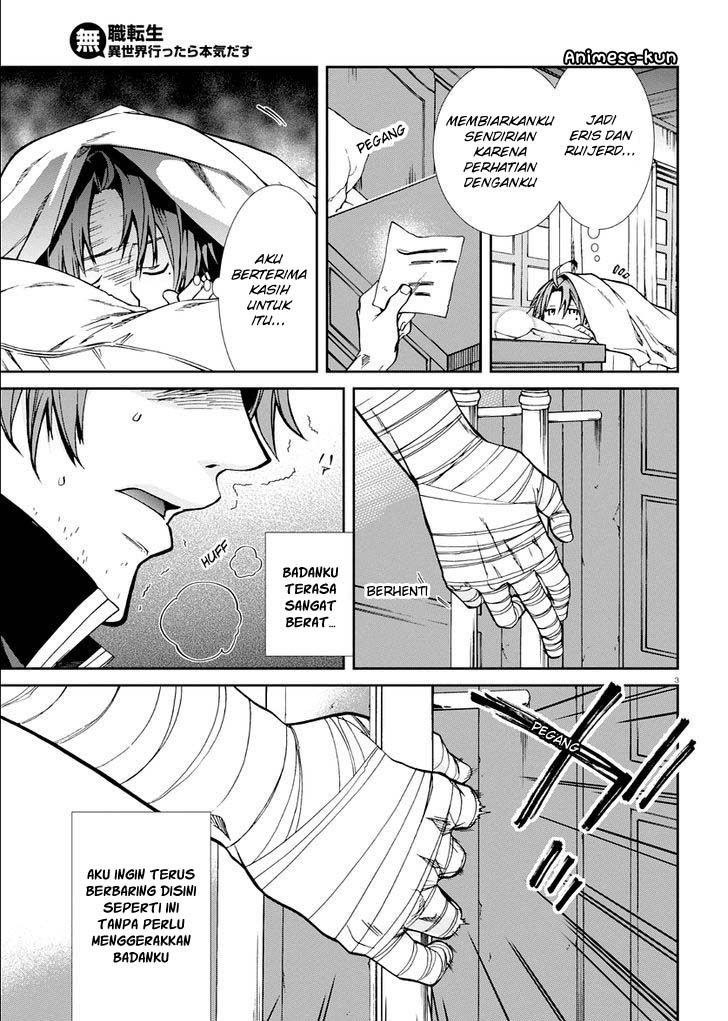 無職転生
異世界行ったら本気だす
Animesc-kun
JADI
ERIS DAN
RUIJERD...
MEMBIARKANKU
SENDIRIAN
KARENA
PERHATIAN
DENGANKU
PEGANG
AKU
BERTERIMA
KASIH
UNTUK
ITU...
BERHENTI
BADANKU
TERASA
SANGAT
BERAT...
HUFF
3
PEGANG
AKU INGIN TERUS
BERBARING DISINI
SEPERTI INI
TANPA PERLU
MENGGERAKKAN
BADANKU